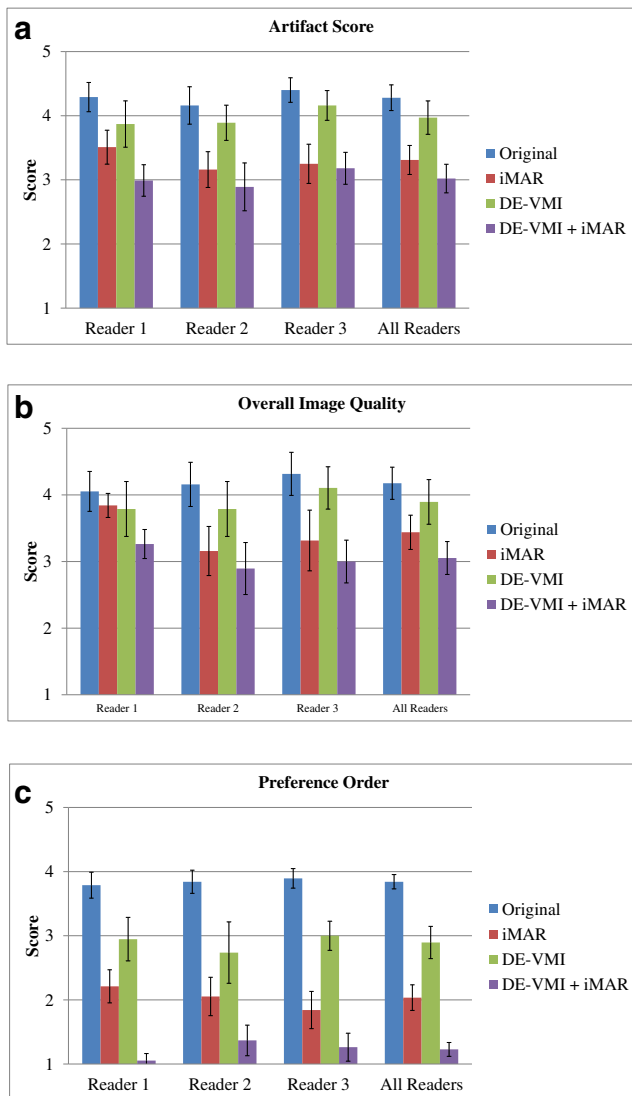 a
Artifact Score
5
4
3
2
1
Score
Reader 1 Reader 2 Reader 3 All Readers
Original
iMAR
DE-VMI
DE-VMI + iMAR
b
Overall Image Quality
5
4
3
2
1
Score
Reader 1 Reader 2 Reader 3 All Readers
Original
iMAR
DE-VMI
DE-VMI + iMAR
c
Preference Order
5
4
3
2
1
Score
Reader 1 Reader 2 Reader 3 All Readers
Original
iMAR
DE-VMI
DE-VMI + iMAR